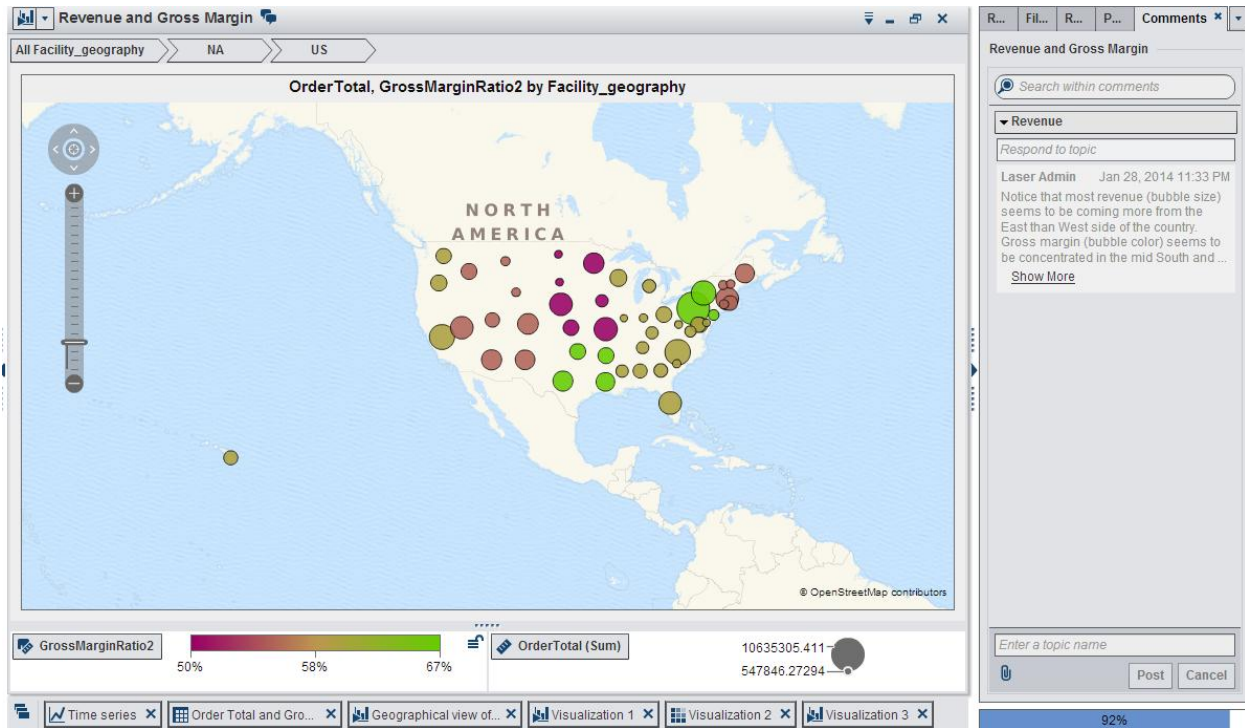 Revenue and Gross Margin
All Facility_geography NA US
OrderTotal, GrossMarginRatio2 by Facility_geography
NORTH
AMERICA
© OpenStreetMap contributors
GrossMarginRatio2
50% 58% 67%
OrderTotal (Sum)
10635305.411
547846.27294
Time series Order Total and Gro... Geographical view of... Visualization 1 Visualization 2 Visualization 3
R... Fil... R... P... Comments
Revenue and Gross Margin
Search within comments
Revenue
Respond to topic
Laser Admin Jan 28, 2014 11:33 PM
Notice that most revenue (bubble size)
seems to be coming more from the
East than West side of the country.
Gross margin (bubble color) seems to
be concentrated in the mid South and ...
Show More
Enter a topic name
Post Cancel
92%